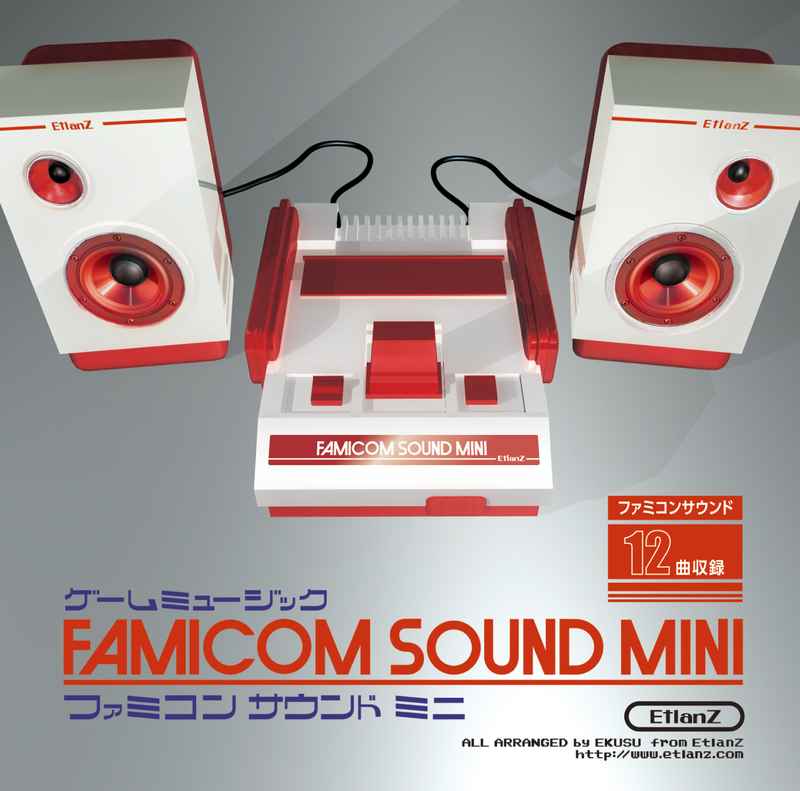 EtlanZ
EtlanZ
FAMICOM SOUND MINI
EtlanZ
ファミコンサウンド
12曲収録
ゲームミュージック
FAMICOM SOUND MINI
ファミコン サウンド ミニ
EtlanZ
ALL ARRANGED by EKUSU from EtlanZ
http://www.etlanz.com